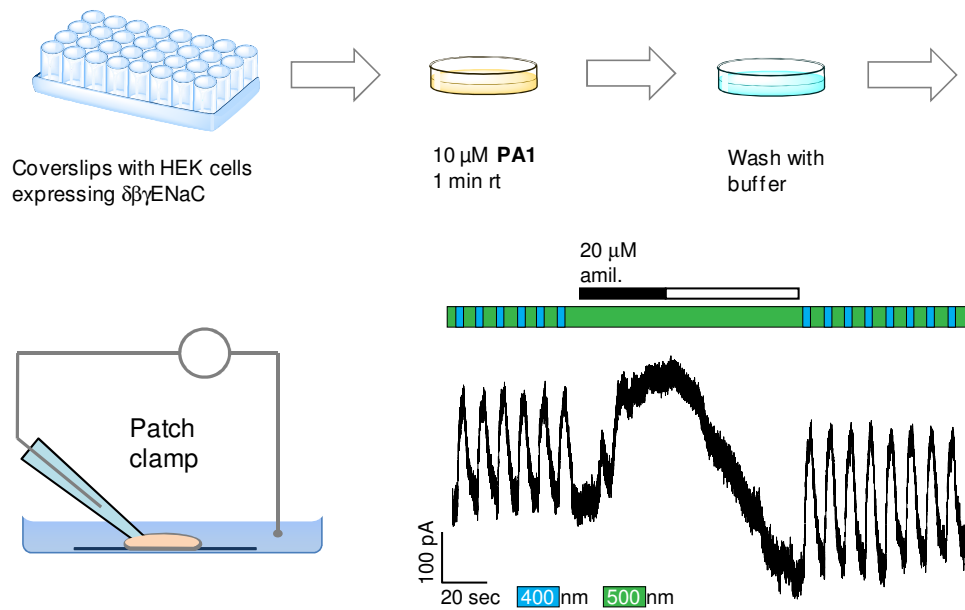 Coverslips with HEK cells
expressing δβγENaC
10 µM PA1
1 min rt
Wash with
buffer
20 µM
amil.
Patch
clamp
100 pA
20 sec
400 nm
500 nm